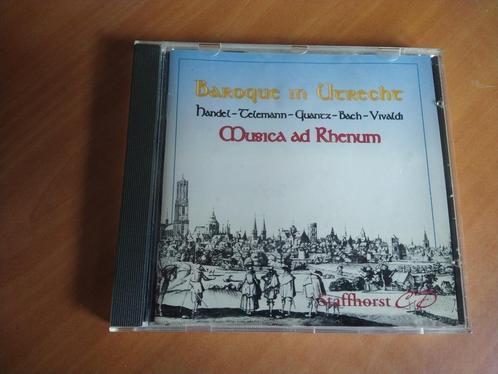 Baroque in Utrecht
Handel-Telemann-Quantz-Bach-Vivaldi
Musica ad Rhenum
Staffhorst CD